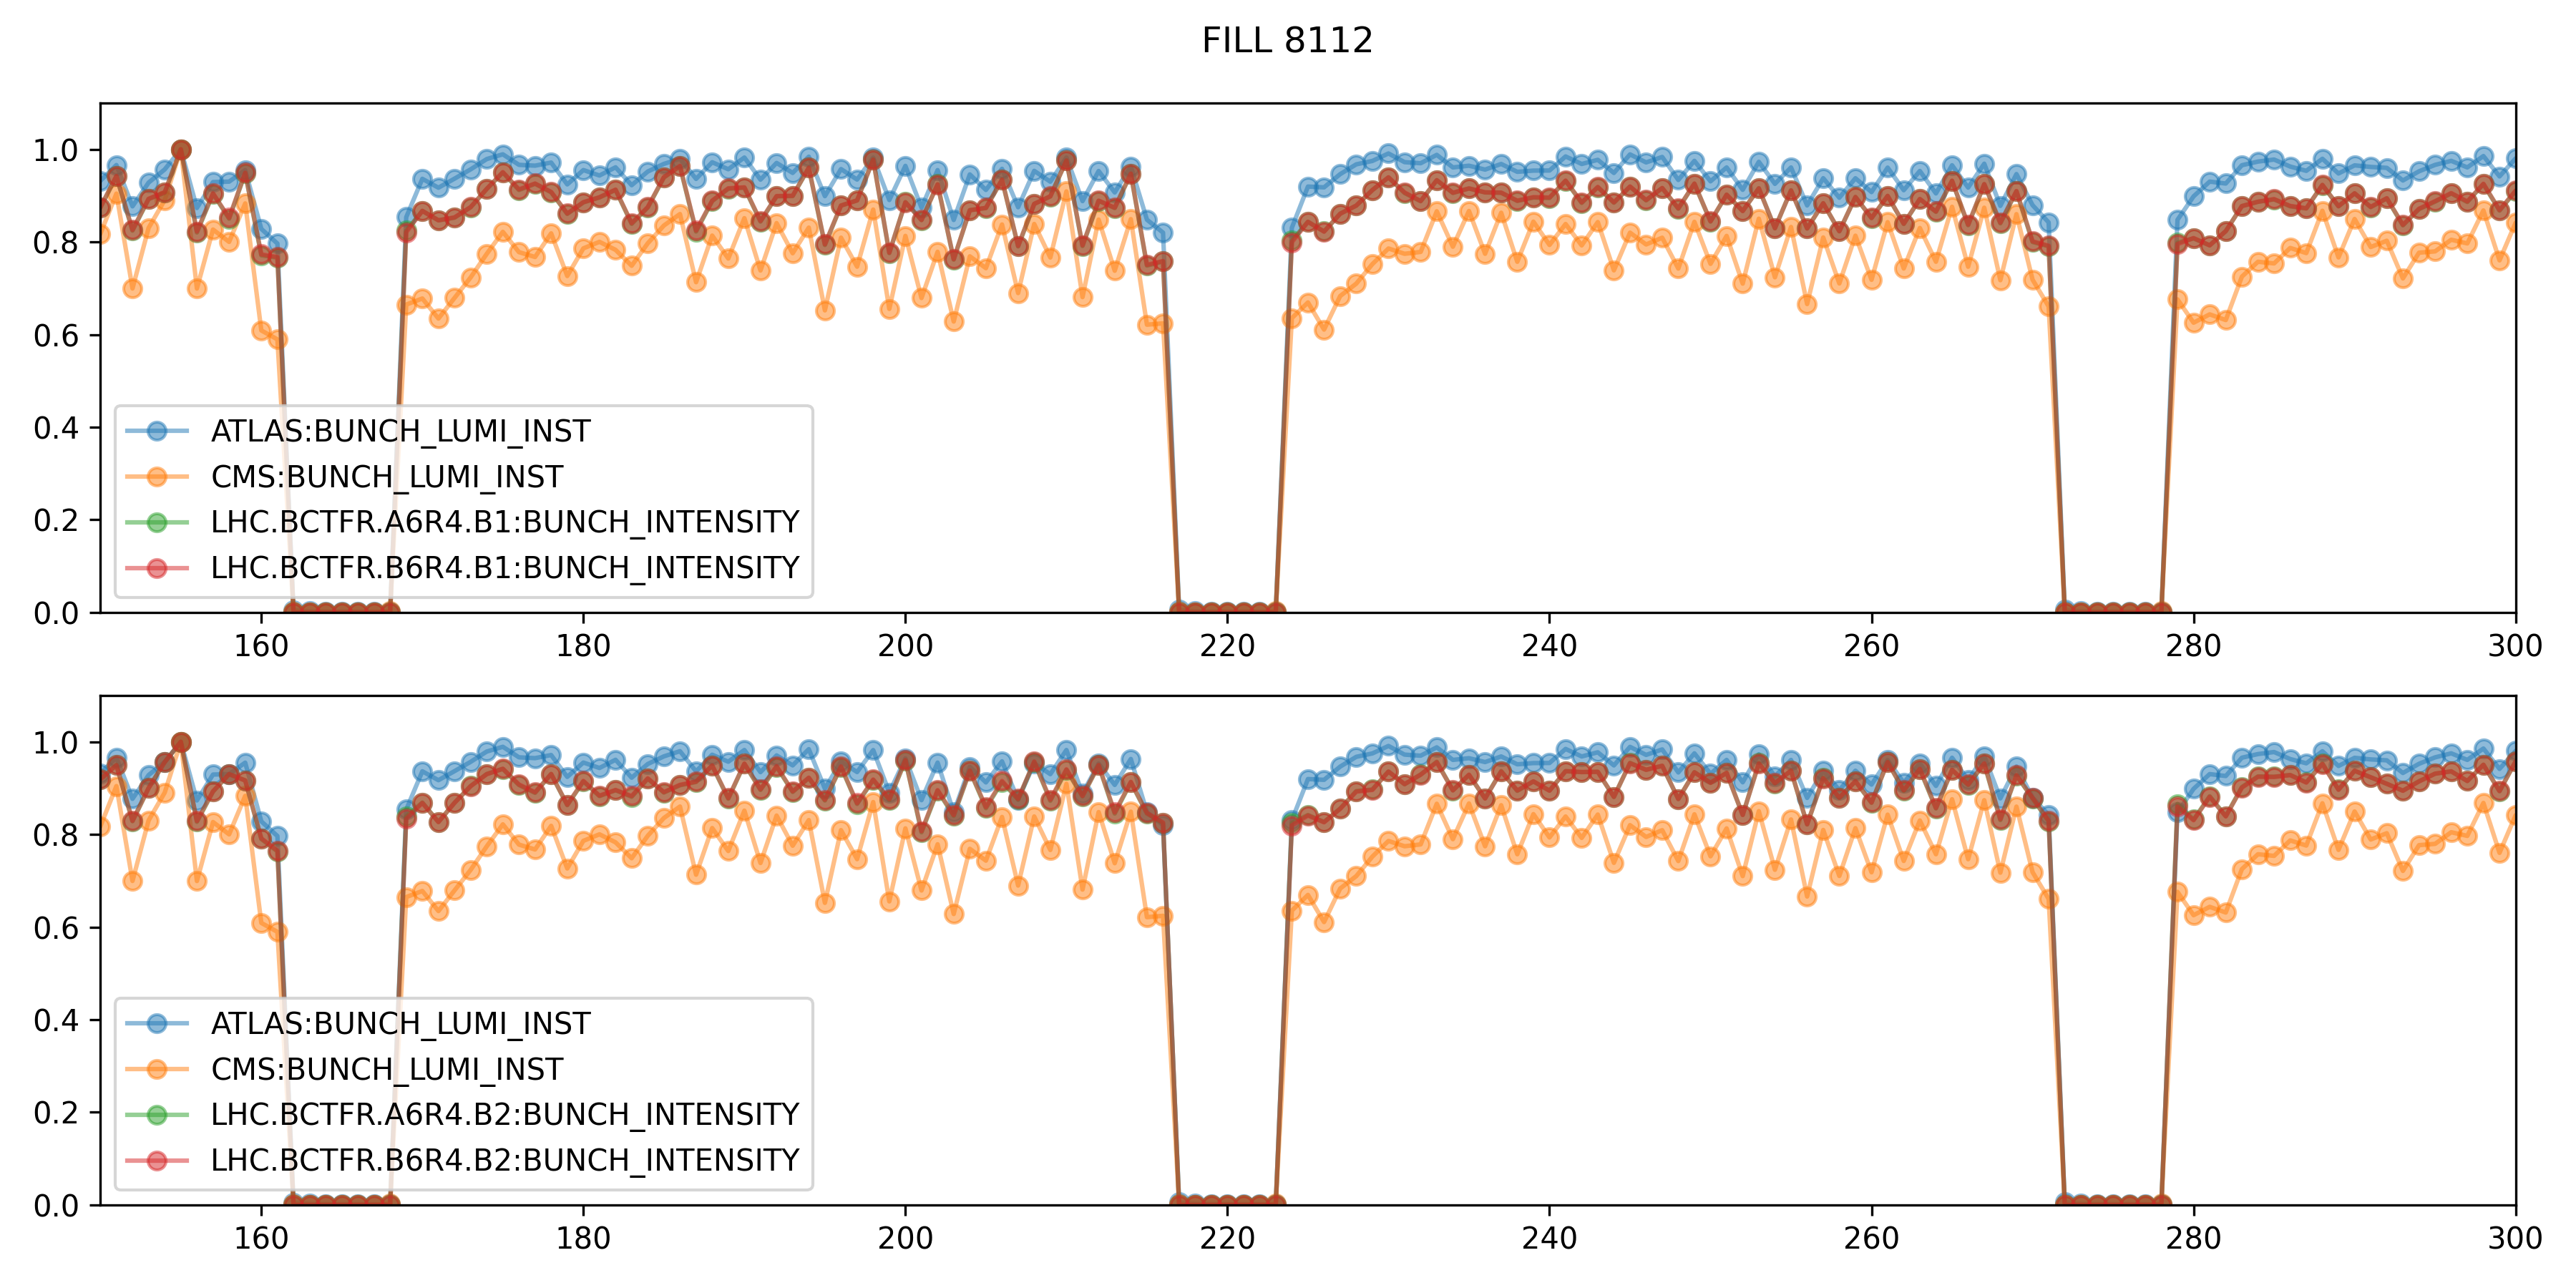 FILL 8112
1.0
0.8
0.6
0.4
0.2
0.0
ATLAS:BUNCH_LUMI_INST
CMS:BUNCH_LUMI_INST
LHC.BCTFR.A6R4.B1:BUNCH_INTENSITY
LHC.BCTFR.B6R4.B1:BUNCH_INTENSITY
160 180 200 220 240 260 280 300
1.0
0.8
0.6
0.4
0.2
0.0
ATLAS:BUNCH_LUMI_INST
CMS:BUNCH_LUMI_INST
LHC.BCTFR.A6R4.B2:BUNCH_INTENSITY
LHC.BCTFR.B6R4.B2:BUNCH_INTENSITY
160 180 200 220 240 260 280 300